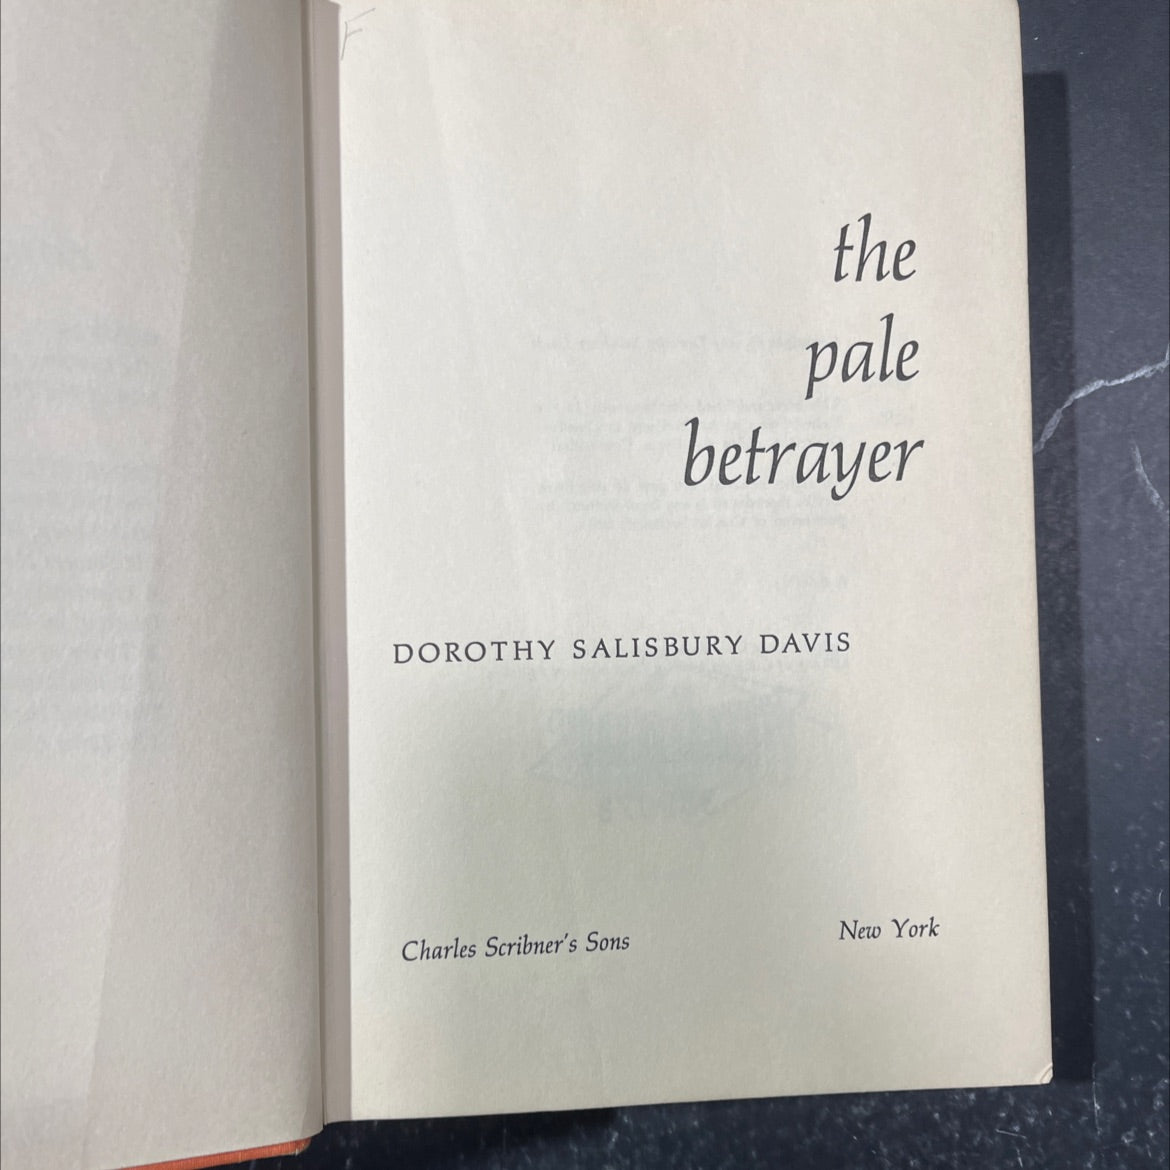 F
the
pale
betrayer
DOROTHY SALISBURY DAVIS
Charles Scribner's Sons New York